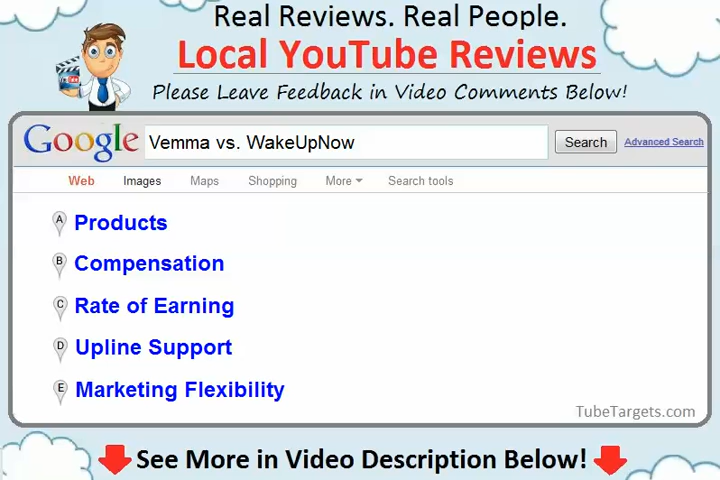 Real Reviews. Real People.
Local YouTube Reviews
Please Leave Feedback in Video Comments Below!
Google Vemma vs. WakeUpNow Search Advanced Search
Web Images Maps Shopping More Search tools
A Products
B Compensation
C Rate of Earning
D Upline Support
E Marketing Flexibility
TubeTargets.com
See More in Video Description Below!